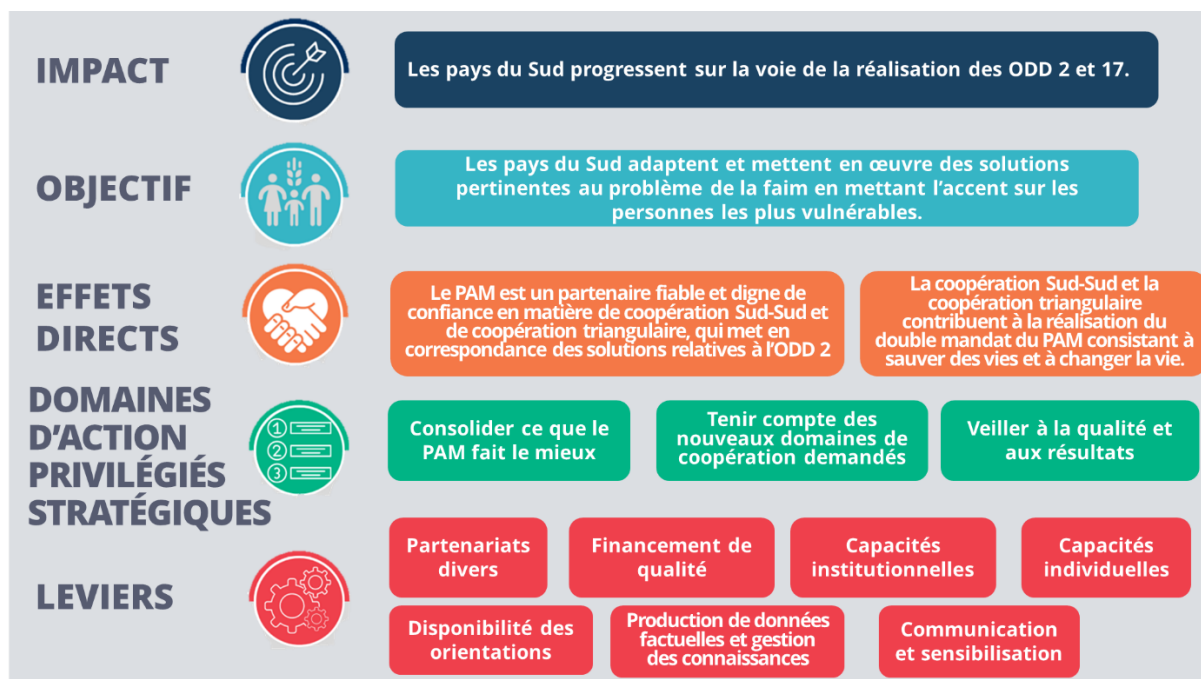 IMPACT
Les pays du Sud progressent sur la voie de la réalisation des ODD 2 et 17.
OBJECTIF
Les pays du Sud adaptent et mettent en œuvre des solutions
pertinentes au problème de la faim en mettant l’accent sur les
personnes les plus vulnérables.
EFFETS
DIRECTS
Le PAM est un partenaire fiable et digne de
confiance en matière de coopération Sud-Sud et
de coopération triangulaire, qui met en
correspondance des solutions relatives à l’ODD 2
La coopération Sud-Sud et la
coopération triangulaire
contribuent à la réalisation du
double mandat du PAM consistant à
sauver des vies et à changer la vie.
DOMAINES
D’ACTION
PRIVILÉGIÉS
STRATÉGIQUES
1
2
3
Consolider ce que le
PAM fait le mieux
Tenir compte des
nouveaux domaines de
coopération demandés
Veiller à la qualité et
aux résultats
LEVIERS
Partenariats
divers
Financement de
qualité
Capacités
institutionnelles
Capacités
individuelles
Disponibilité des
orientations
Production de données
factuelles et gestion
des connaissances
Communication
et sensibilisation